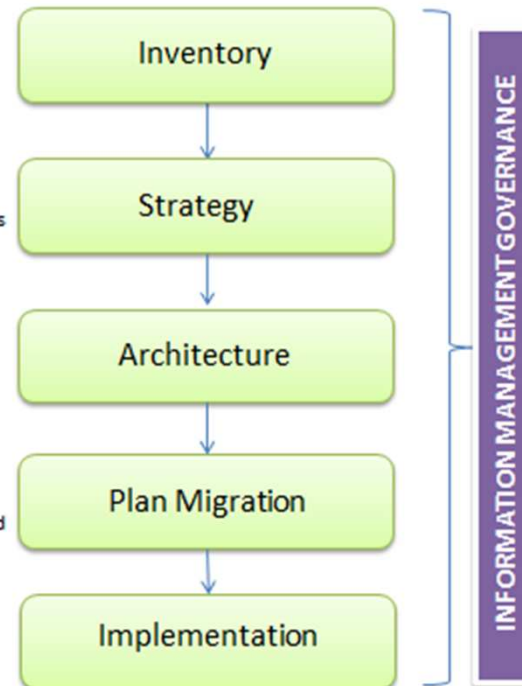 Inventory
Strategy
Architecture
Plan Migration
Implementation
INFORMATION MANAGEMENT GOVERNANCE